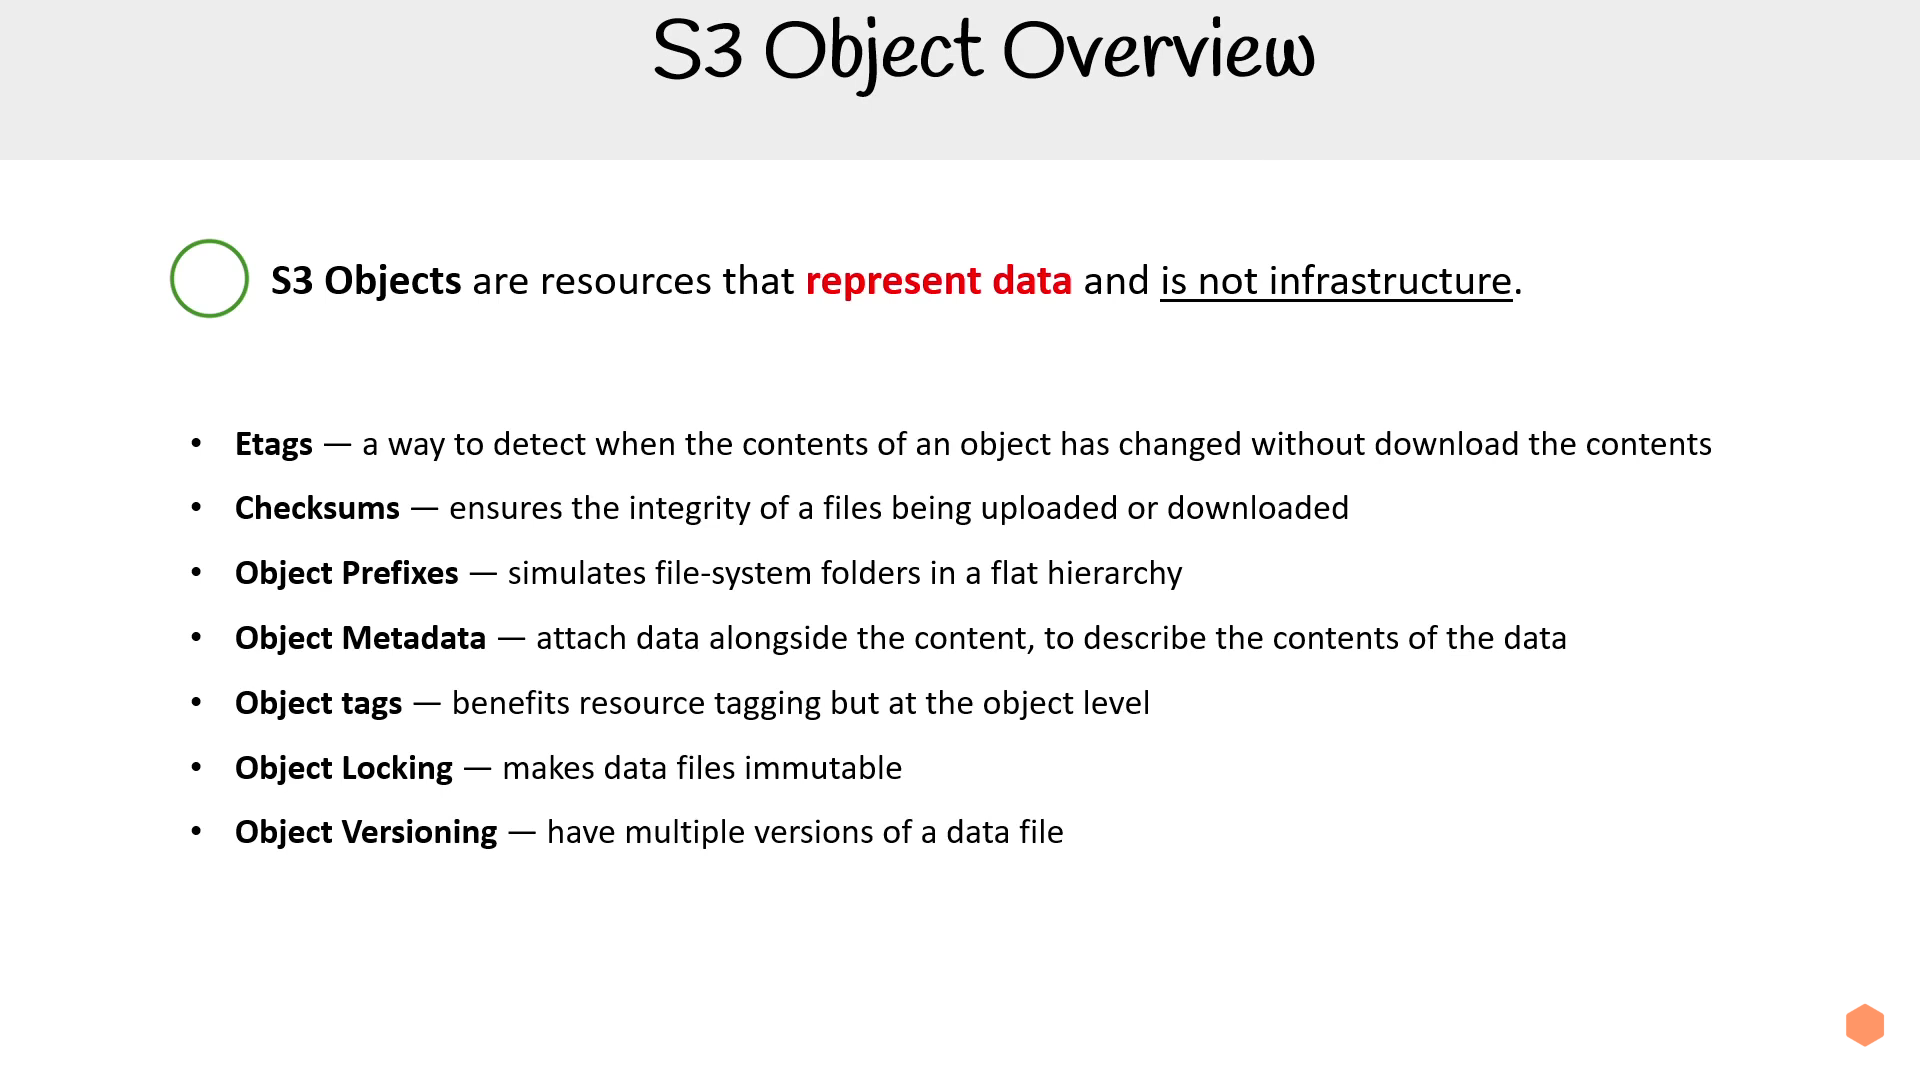 S3 Object Overview
S3 Objects are resources that represent data and is not infrastructure.
• Etags — a way to detect when the contents of an object has changed without download the contents
• Checksums — ensures the integrity of a files being uploaded or downloaded
• Object Prefixes — simulates file-system folders in a flat hierarchy
• Object Metadata — attach data alongside the content, to describe the contents of the data
• Object tags — benefits resource tagging but at the object level
• Object Locking — makes data files immutable
• Object Versioning — have multiple versions of a data file